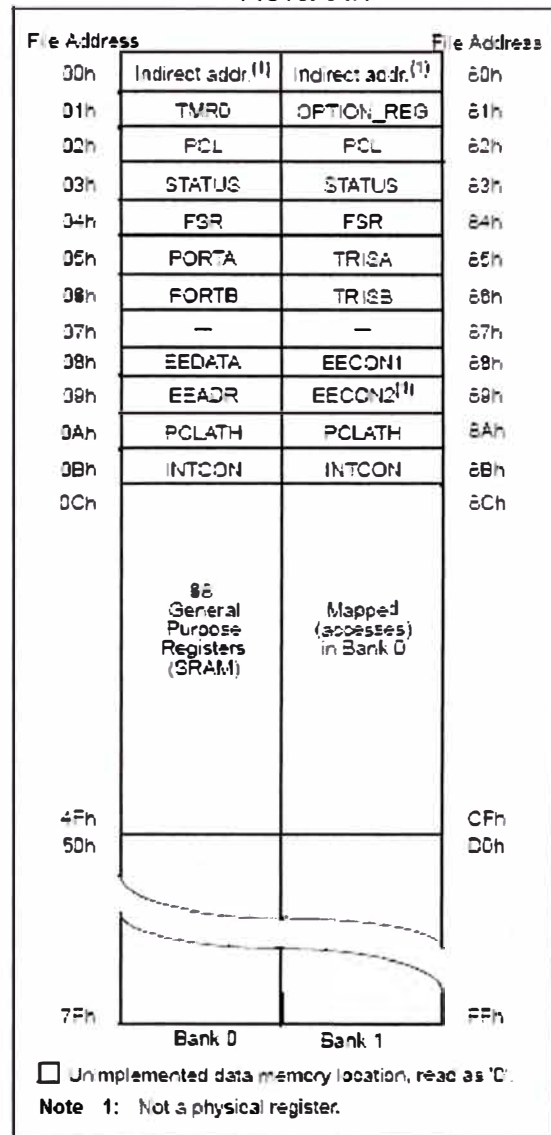 File Address File Address
00h Indirect addr.(1) Indirect addr.(1) 80h
01h TMR0 OPTION_REG 81h
02h PCL PCL 82h
03h STATUS STATUS 83h
04h FSR FSR 84h
05h PORTA TRISA 85h
06h PORTB TRISB 86h
07h — — 87h
08h EEDATA EECON1 88h
09h EEADR EECON2(1) 89h
0Ah PCLATH PCLATH 8Ah
0Bh INTCON INTCON 8Bh
0Ch 8Ch
68
General
Purpose
Registers
(SRAM)
Mapped
(accesses)
in Bank 0
4Fh CFh
50h D0h
7Fh FFh
Bank 0 Bank 1
Unimplemented data memory location, read as '0'.
Note 1: Not a physical register.